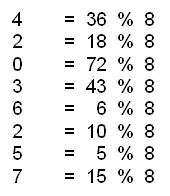 4 = 36 % 8
2 = 18 % 8
0 = 72 % 8
3 = 43 % 8
6 = 6 % 8
2 = 10 % 8
5 = 5 % 8
7 = 15 % 8